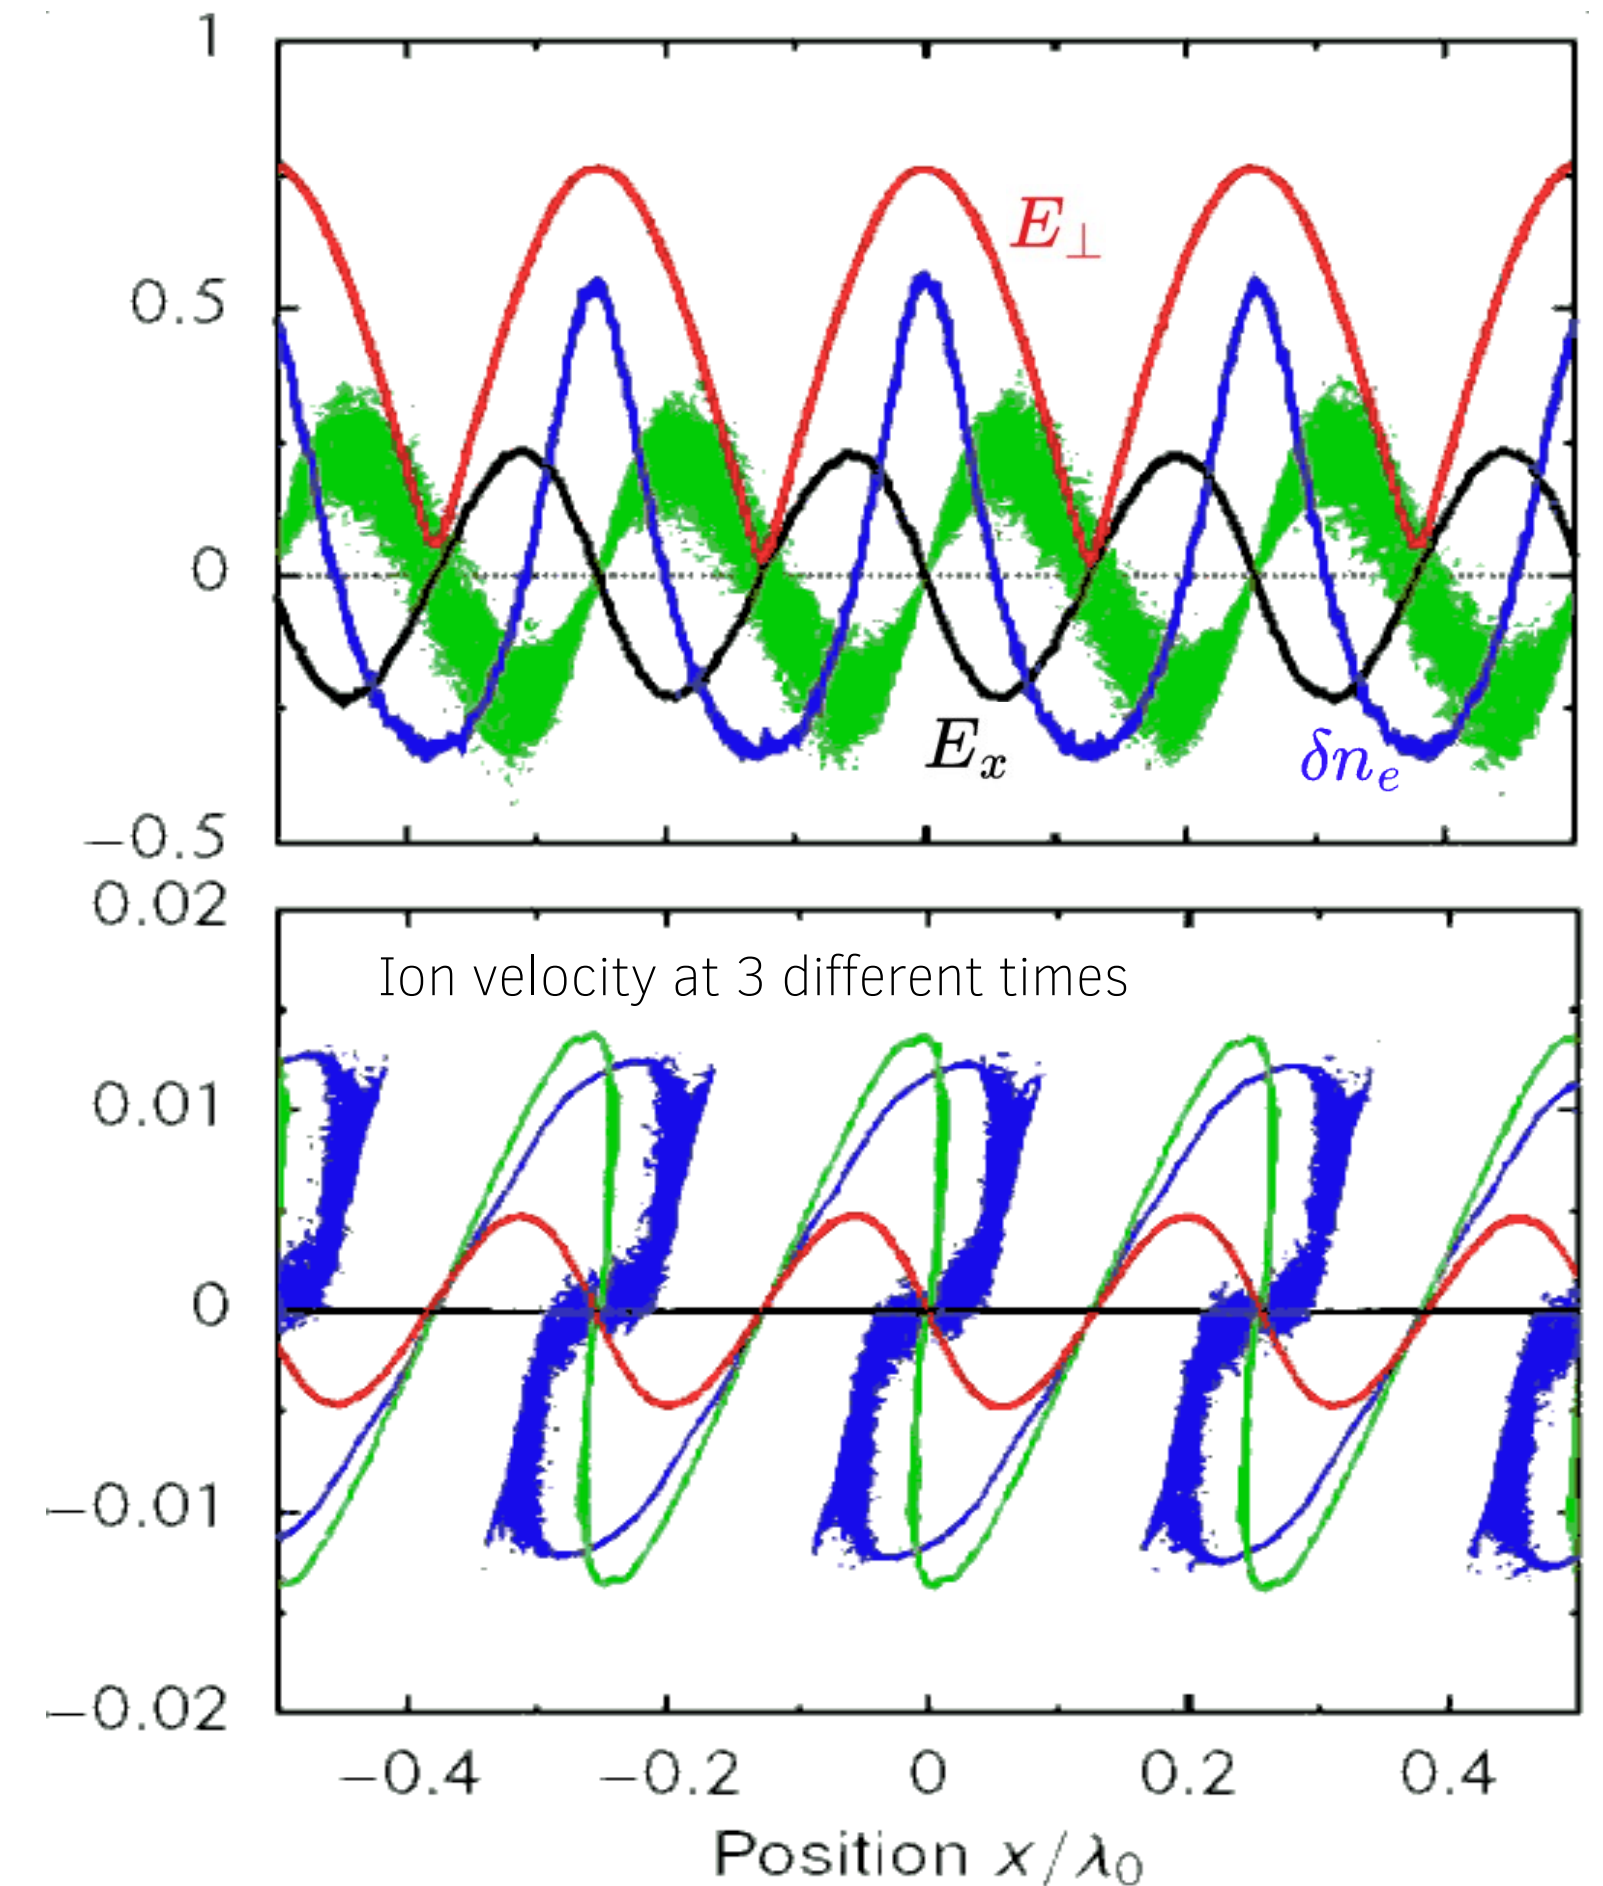 1
0.5
0
−0.5
E⊥
Eₓ
δnₑ
0.02
0.01
0
−0.01
−0.02
Ion velocity at 3 different times
−0.4 −0.2 0 0.2 0.4
Position x/λ₀